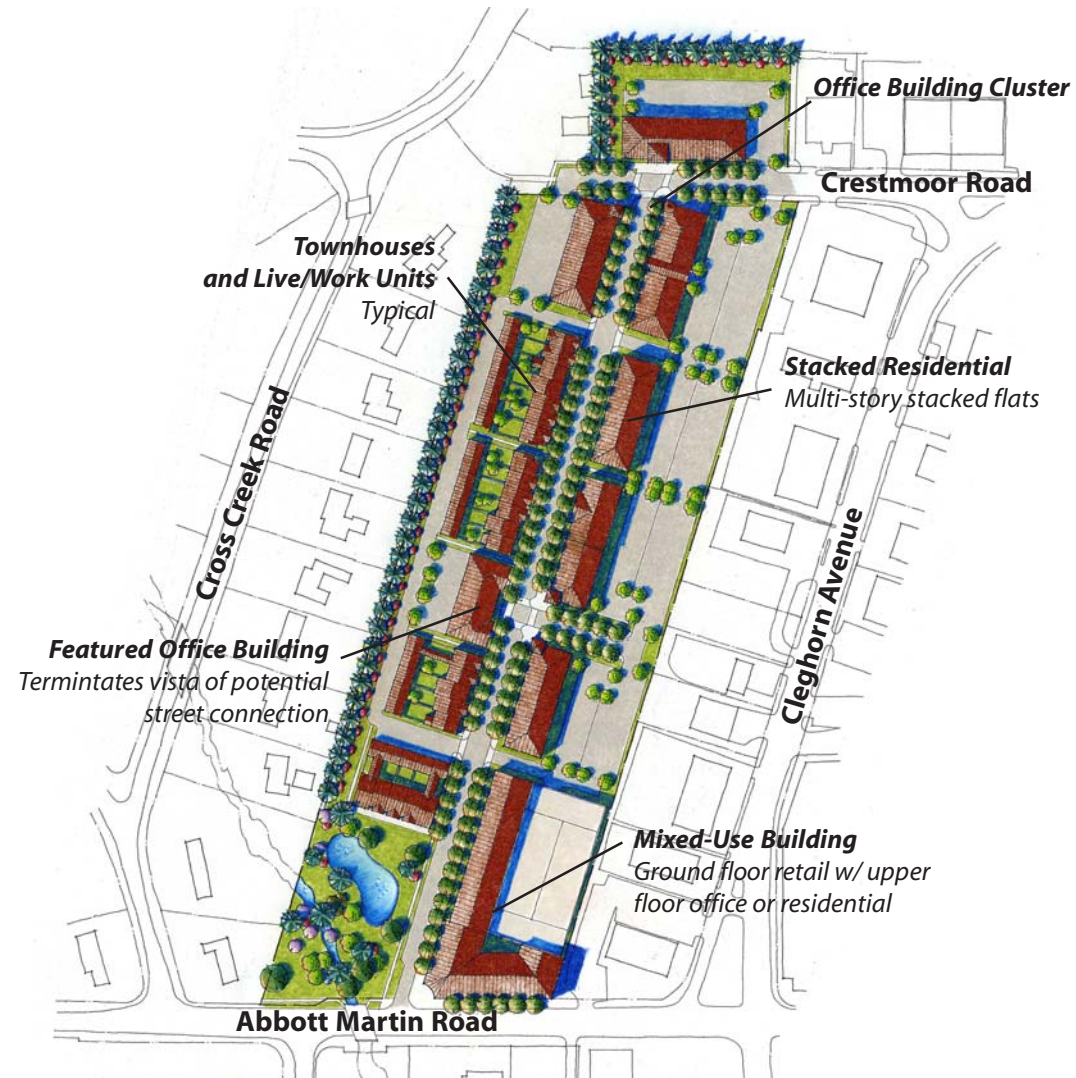 Office Building Cluster
Crestmoor Road
Townhouses
and Live/Work Units
Typical
Stacked Residential
Multi-story stacked flats
Cross Creek Road
Cleghorn Avenue
Featured Office Building
Termintates vista of potential
street connection
Mixed-Use Building
Ground floor retail w/ upper
floor office or residential
Abbott Martin Road